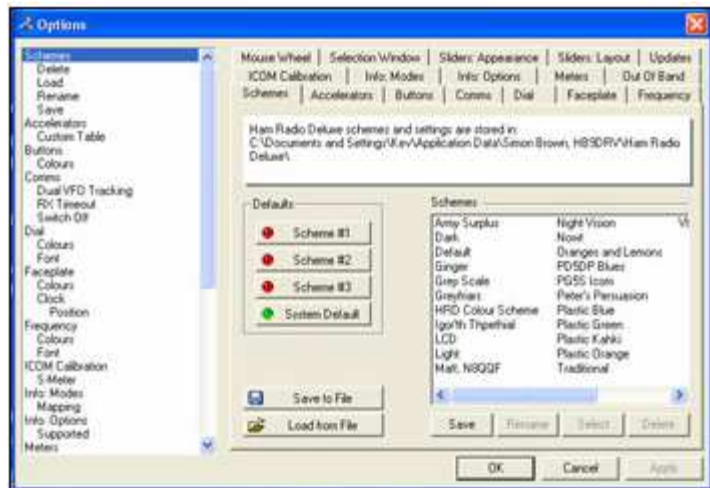 Options
Schemes
Delete
Load
Rename
Save
Accelerators
Custom Table
Buttons
Colours
Comms
Dual VFO Tracking
RX Timeout
Switch Off
Dial
Colours
Font
Faceplate
Colours
Clock
Position
Frequency
Colours
Font
ICOM Calibration
S-Meter
Info: Modes
Mapping
Info: Options
Supported
Meters
Mouse Wheel Selection Window Sliders: Appearance Sliders: Layout Updates
ICOM Calibration Info: Modes Info: Options Meters Out Of Band
Schemes Accelerators Buttons Comms Dial Faceplate Frequency
Ham Radio Deluxe schemes and settings are stored in:
C:\Documents and Settings\Kev\Application Data\Simon Brown, HB9DRV\Ham Radio
Deluxe\
Defaults
Scheme #1
Scheme #2
Scheme #3
System Default
Save to File
Load from File
Schemes
Army Surplus Night Vision
Dark Nowt
Default Oranges and Lemons
Ginger PD5DP Blues
Grey Scale PG5S Icom
Greyfriars Peter's Persuasion
HRD Colour Scheme Plastic Blue
Igor'th Thpethial Plastic Green
LCD Plastic Kahki
Light Plastic Orange
Matt, N8QQF Traditional
Save Rename Select Delete
OK Cancel Apply